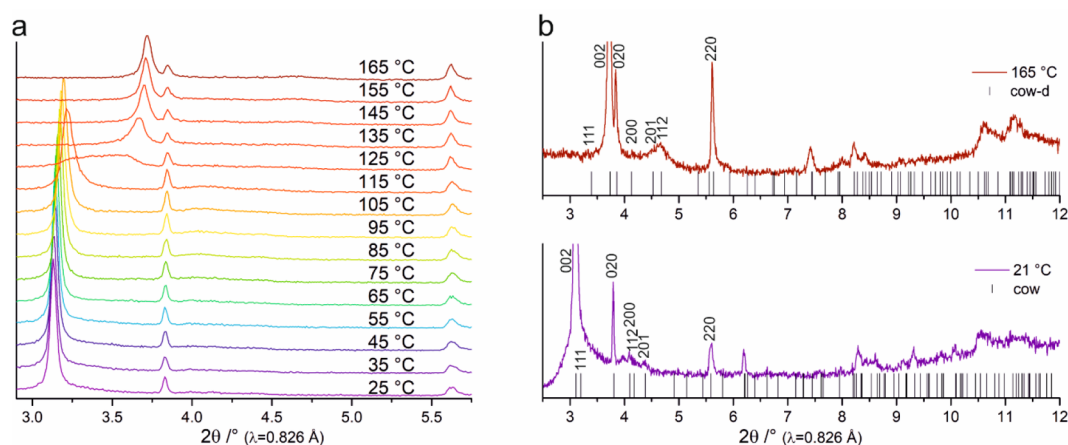 a
165 °C
155 °C
145 °C
135 °C
125 °C
115 °C
105 °C
95 °C
85 °C
75 °C
65 °C
55 °C
45 °C
35 °C
25 °C
3.0 3.5 4.0 4.5 5.0 5.5
2θ /° (λ=0.826 Å)
b
111
002
020
200
201
112
220
165 °C
cow-d
3 4 5 6 7 8 9 10 11 12
002
111
020
112
200
201
220
21 °C
cow
3 4 5 6 7 8 9 10 11 12
2θ /° (λ=0.826 Å)